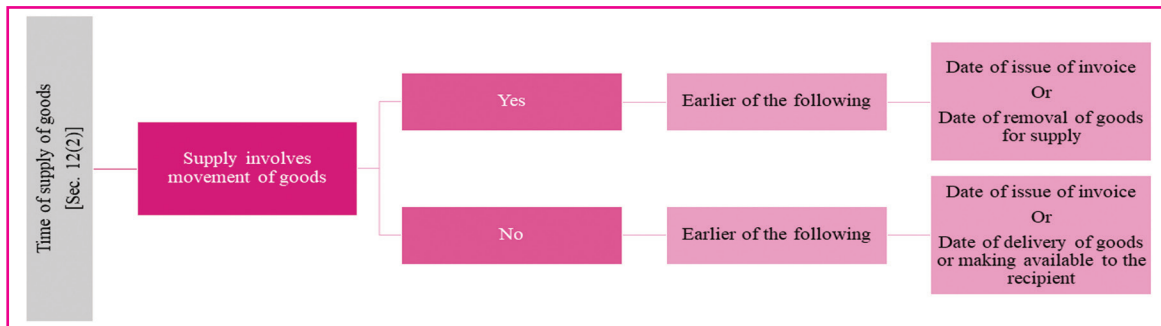 Time of supply of goods
[Sec. 12(2)]
Supply involves
movement of goods
Yes
Earlier of the following
Date of issue of invoice
Or
Date of removal of goods
for supply
No
Earlier of the following
Date of issue of invoice
Or
Date of delivery of goods
or making available to the
recipient